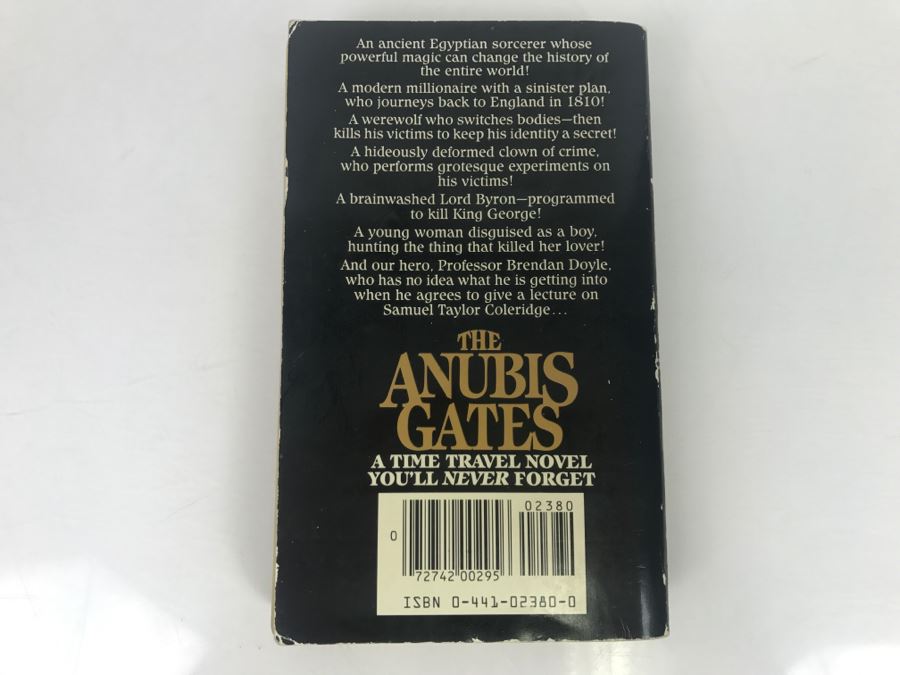 An ancient Egyptian sorcerer whose
powerful magic can change the history of
the entire world!
A modern millionaire with a sinister plan,
who journeys back to England in 1810!
A werewolf who switches bodies—then
kills his victims to keep his identity a secret!
A hideously deformed clown of crime,
who performs grotesque experiments on
his victims!
A brainwashed Lord Byron—programmed
to kill King George!
A young woman disguised as a boy,
hunting the thing that killed her lover!
And our hero, Professor Brendan Doyle,
who has no idea what he is getting into
when he agrees to give a lecture on
Samuel Taylor Coleridge...
THE
ANUBIS
GATES
A TIME TRAVEL NOVEL
YOU'LL NEVER FORGET
02380
0
72742 00295
ISBN 0-441-02380-0